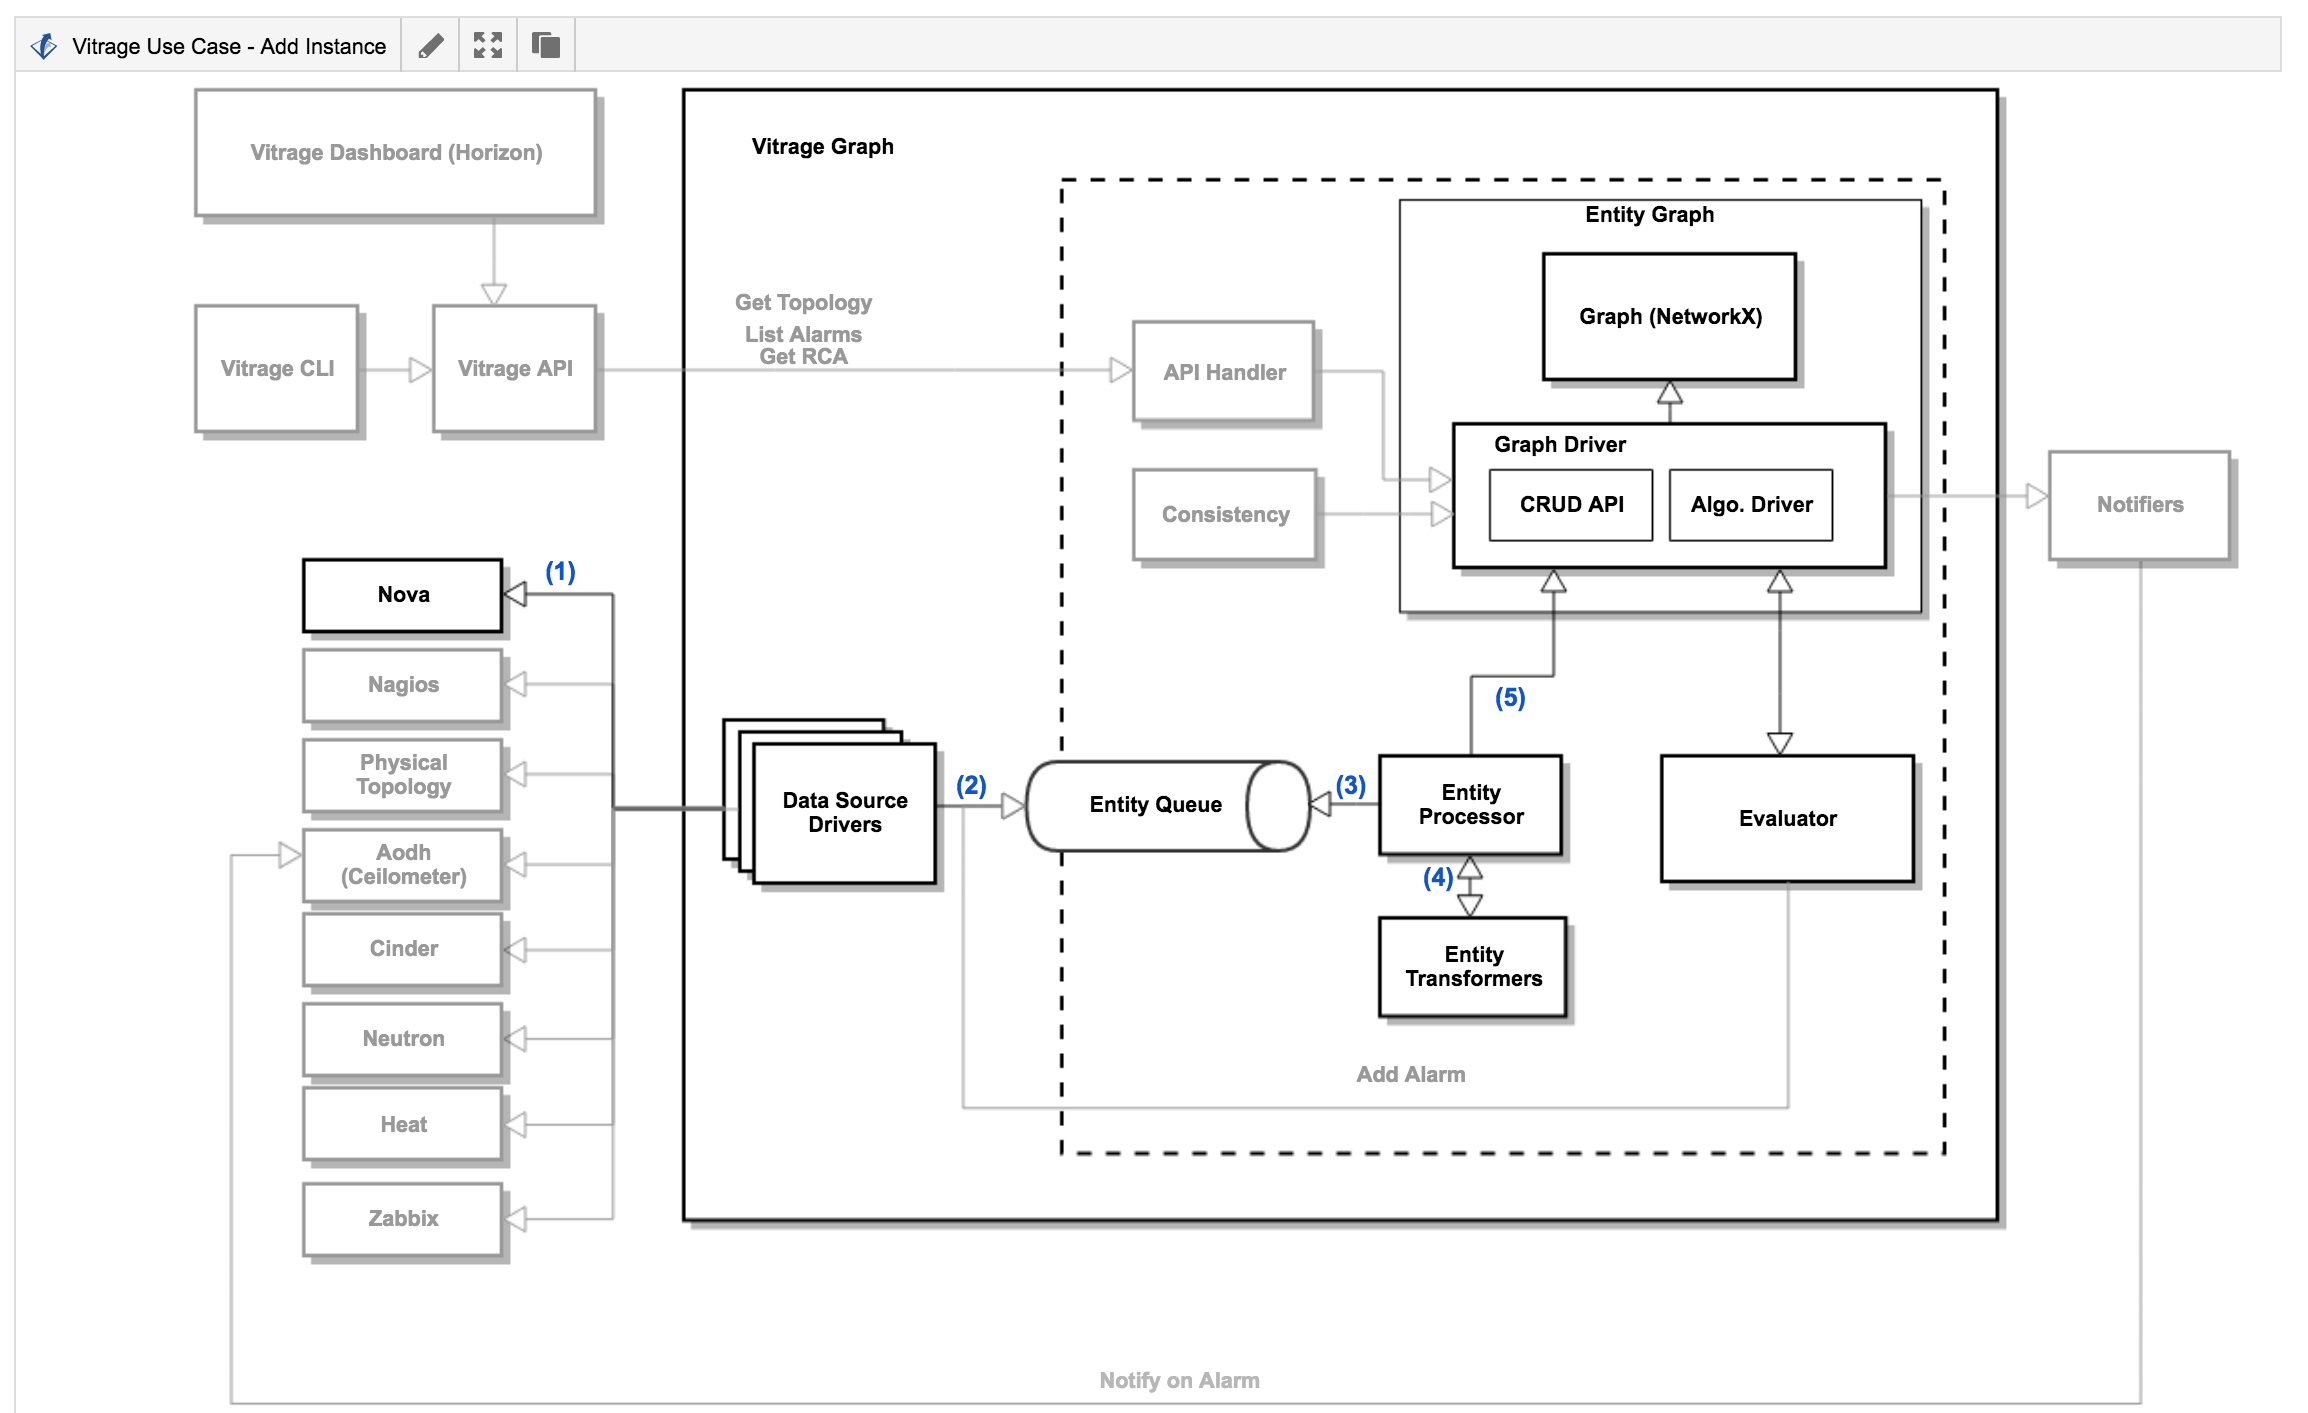 Vitrage Use Case - Add Instance
Vitrage Dashboard (Horizon)
Vitrage Graph
Entity Graph
Graph (NetworkX)
Get Topology
List Alarms
Get RCA
Vitrage CLI
Vitrage API
API Handler
Graph Driver
CRUD API
Algo. Driver
Consistency
Notifiers
(1)
Nova
Nagios
Physical
Topology
Aodh
(Ceilometer)
Cinder
Neutron
Heat
Zabbix
Data Source
Drivers
(2)
Entity Queue
(3)
Entity
Processor
(5)
Evaluator
(4)
Entity
Transformers
Add Alarm
Notify on Alarm